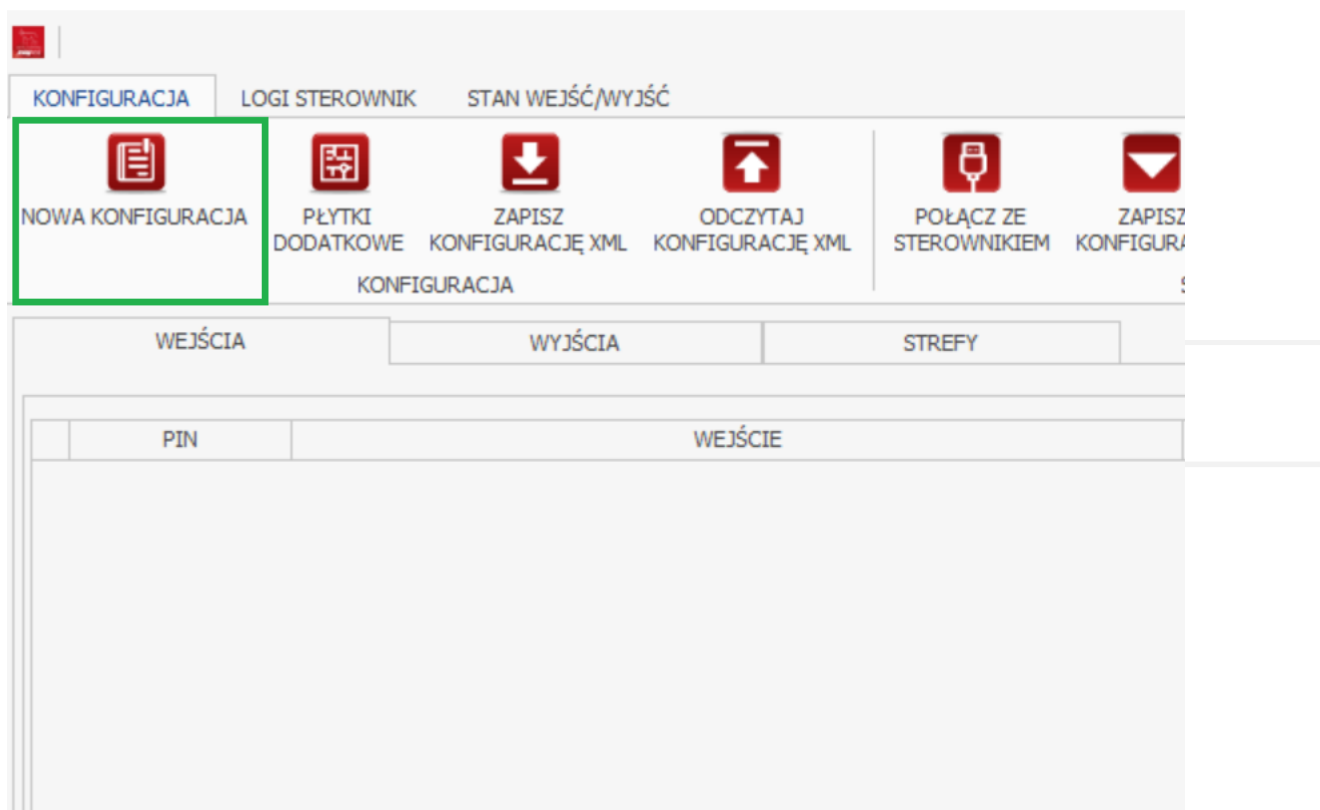 KONFIGURACJA LOGI STEROWNIK STAN WEJŚĆ/WYJŚĆ
NOWA KONFIGURACJA
PŁYTKI
DODATKOWE
ZAPISZ
KONFIGURACJĘ XML
ODCZYTAJ
KONFIGURACJĘ XML
POŁĄCZ ZE
STEROWNIKIEM
ZAPISZ
KONFIGURA
KONFIGURACJA
WEJŚCIA WYJŚCIA STREFY
PIN WEJŚCIE